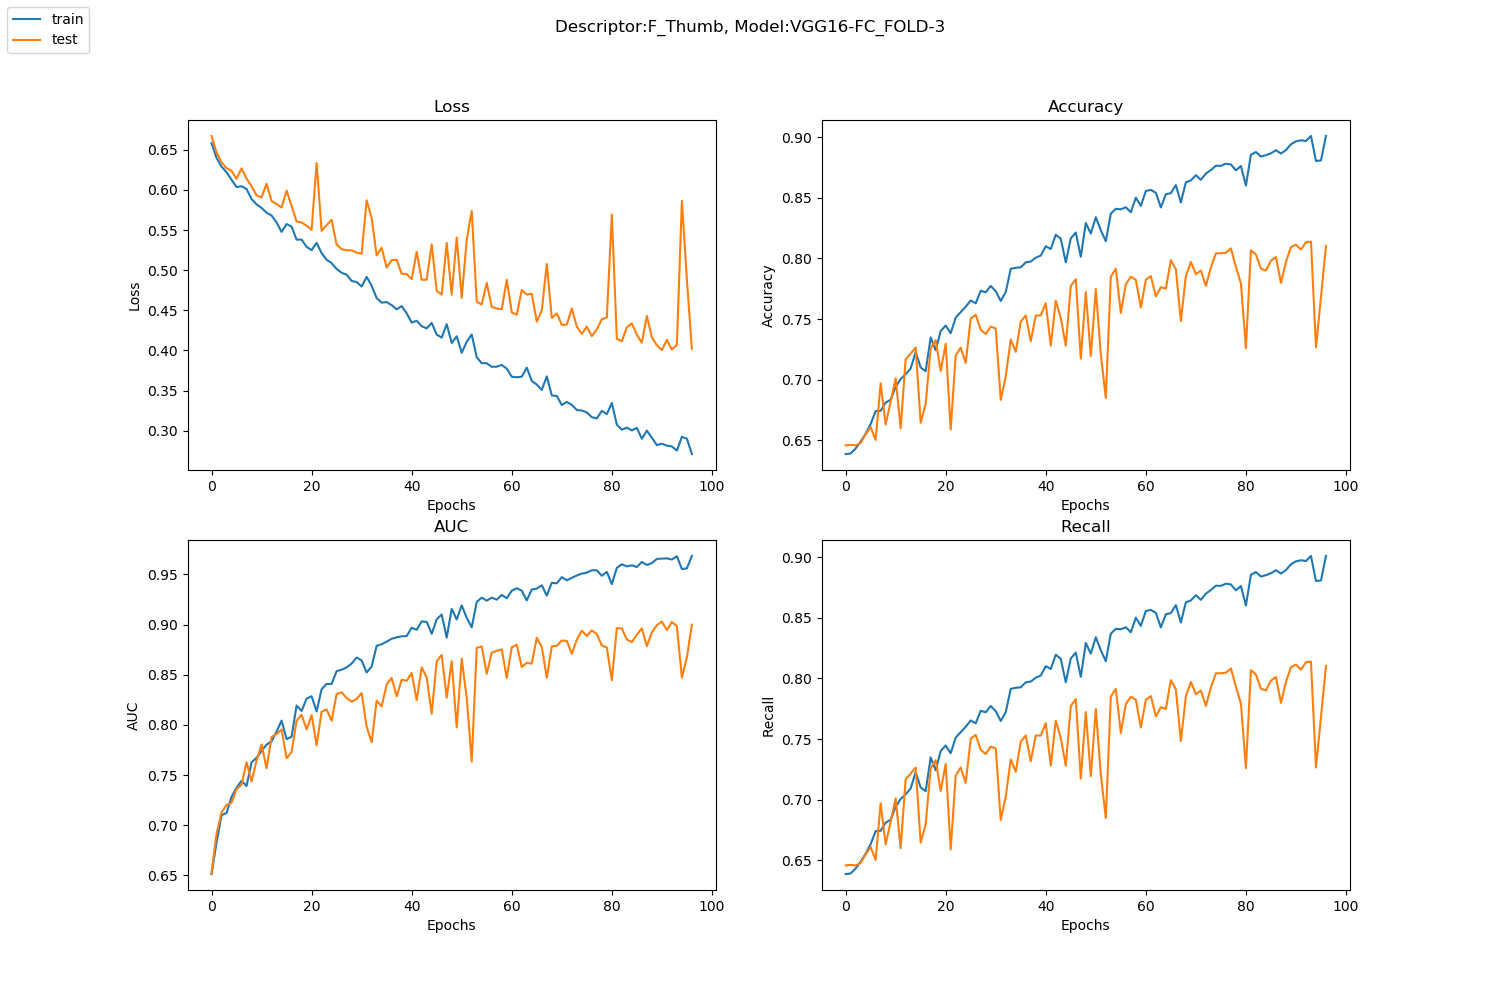 train
test
Descriptor:F_Thumb, Model:VGG16-FC_FOLD-3
Loss
Loss
0.65
0.60
0.55
0.50
0.45
0.40
0.35
0.30
0 20 40 60 80 100
Epochs
Accuracy
Accuracy
0.90
0.85
0.80
0.75
0.70
0.65
0 20 40 60 80 100
Epochs
AUC
AUC
0.95
0.90
0.85
0.80
0.75
0.70
0.65
0 20 40 60 80 100
Epochs
Recall
Recall
0.90
0.85
0.80
0.75
0.70
0.65
0 20 40 60 80 100
Epochs